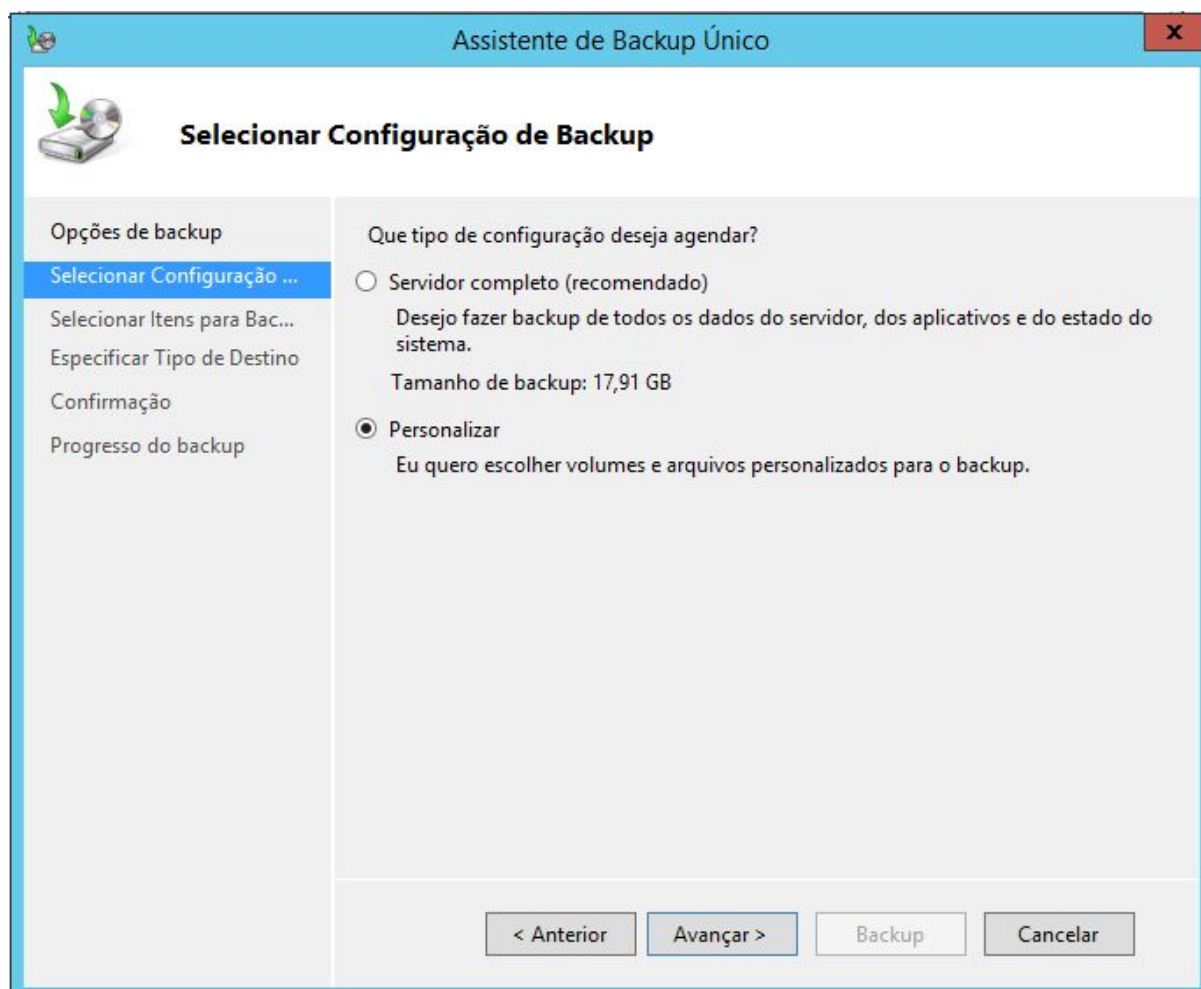 Assistente de Backup Único
x
Selecionar Configuração de Backup
Opções de backup
Selecionar Configuração ...
Selecionar Itens para Bac...
Especificar Tipo de Destino
Confirmação
Progresso do backup
Que tipo de configuração deseja agendar?
Servidor completo (recomendado)
Desejo fazer backup de todos os dados do servidor, dos aplicativos e do estado do
sistema.
Tamanho de backup: 17,91 GB
Personalizar
Eu quero escolher volumes e arquivos personalizados para o backup.
< Anterior
Avançar >
Backup
Cancelar